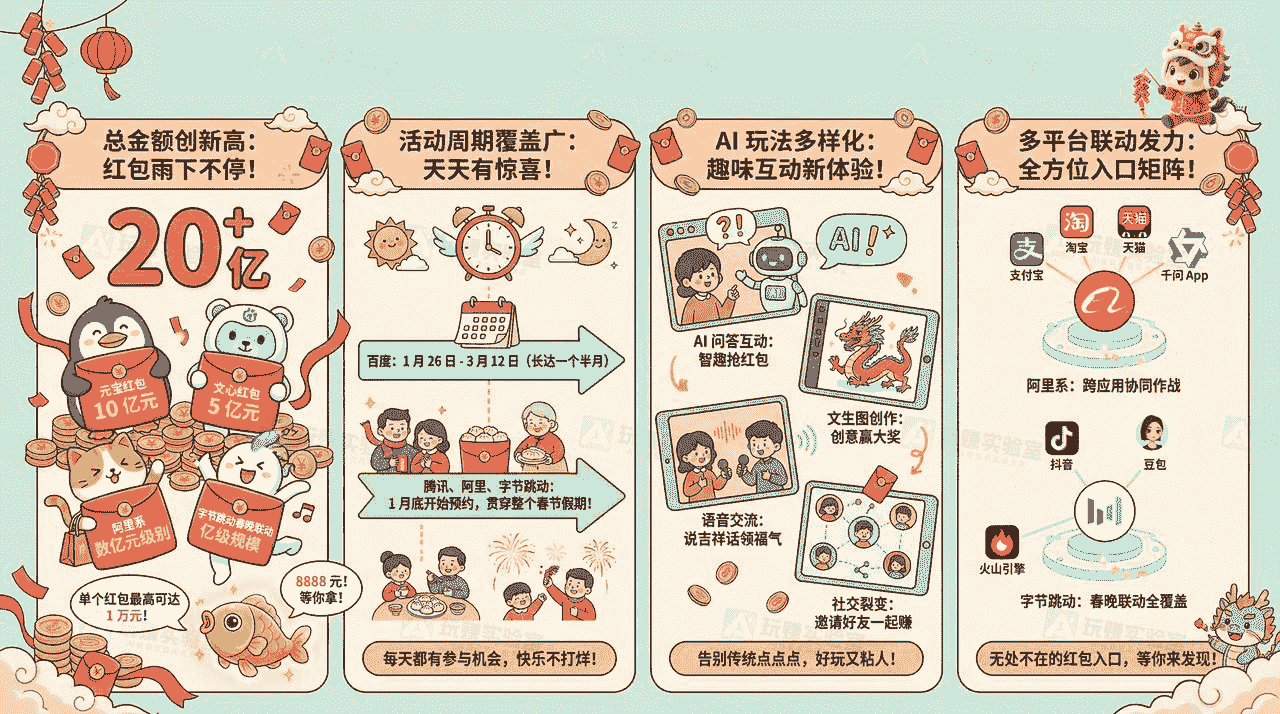 总金额创新高：
红包雨下不停！
20+亿
元宝红包
10亿元
文心红包
5亿元
阿里系
数亿元级别
字节跳动春晚联动
亿级规模
单个红包最高可达
1万元！
8888元！
等你拿！
活动周期覆盖广：
天天有惊喜！
z
百度：1月26日-3月12日（长达一个半月）
腾讯、阿里、字节跳动：
1月底开始预约，贯穿整个春节假期！
每天都有参与机会，快乐不打烊！
AI 玩法多样化：
趣味互动新体验！
?!
AI!
AI
AI问答互动：
智趣抢红包
文生图创作：
创意赢大奖
语音交流：
说吉祥话领福气
社交裂变：
邀请好友一起赚
告别传统点点点，好玩又粘人！
多平台联动发力：
全方位入口矩阵！
支
支付宝
淘
淘宝
天猫
天猫
千问 App
阿里系：跨应用协同作战
抖音
豆包
火山引擎
字节跳动：春晚联动全覆盖
无处不在的红包入口，等你来发现！
玩赚实验室